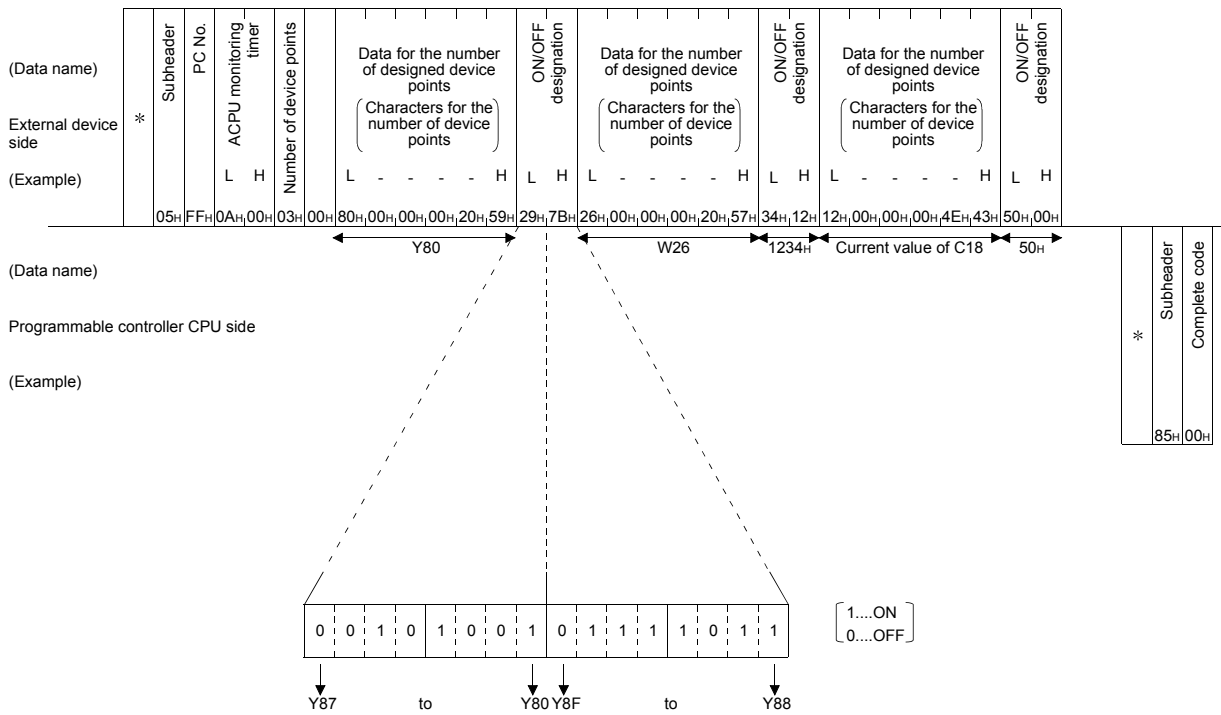 (Data name)
External device
side
(Example)
*
Subheader
PC No.
ACPU monitoring
timer
Number of device points
Data for the number
of designed device
points
(Characters for the
number of device
points)
ON/OFF
designation
Data for the number
of designed device
points
(Characters for the
number of device
points)
ON/OFF
designation
Data for the number
of designed device
points
(Characters for the
number of device
points)
ON/OFF
designation
L H L - - - - H L H L - - - - H L H L - - - - H L H
05H FFH 0AH 00H 03H 00H 80H 00H 00H 00H 20H 59H 29H 7BH 26H 00H 00H 00H 20H 57H 34H 12H 12H 00H 00H 00H 4EH 43H 50H 00H
Y80 W26 1234H Current value of C18 50H
(Data name)
Programmable controller CPU side
(Example)
*
Subheader
Complete code
85H 00H
0 0 1 0 1 0 0 1 0 1 1 1 1 0 1 1
1....ON
0....OFF
Y87 to Y80 Y8F to Y88